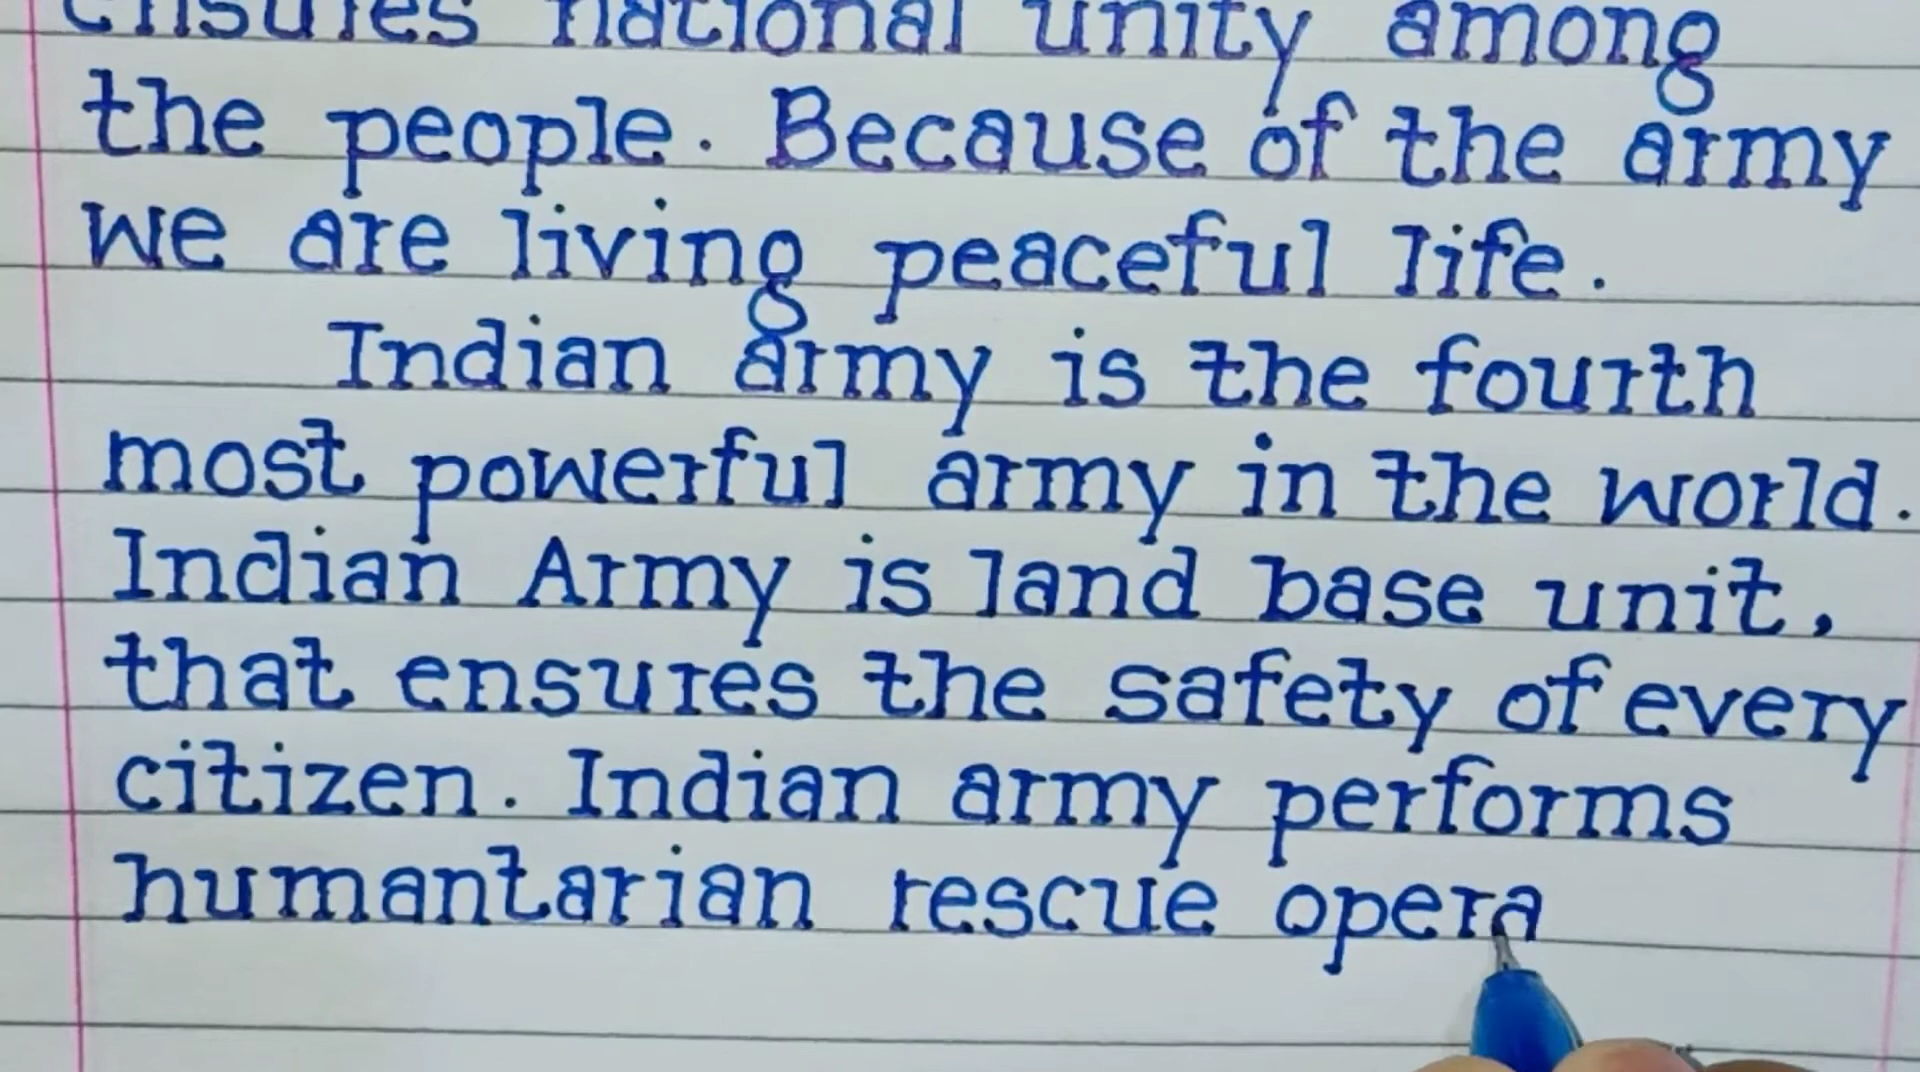 ensures national unity among
the people. Because of the army
we are living peaceful life.
Indian army is the fourth
most powerful army in the world.
Indian Army is land base unit,
that ensures the safety of every
citizen. Indian army performs
humantarian rescue opera